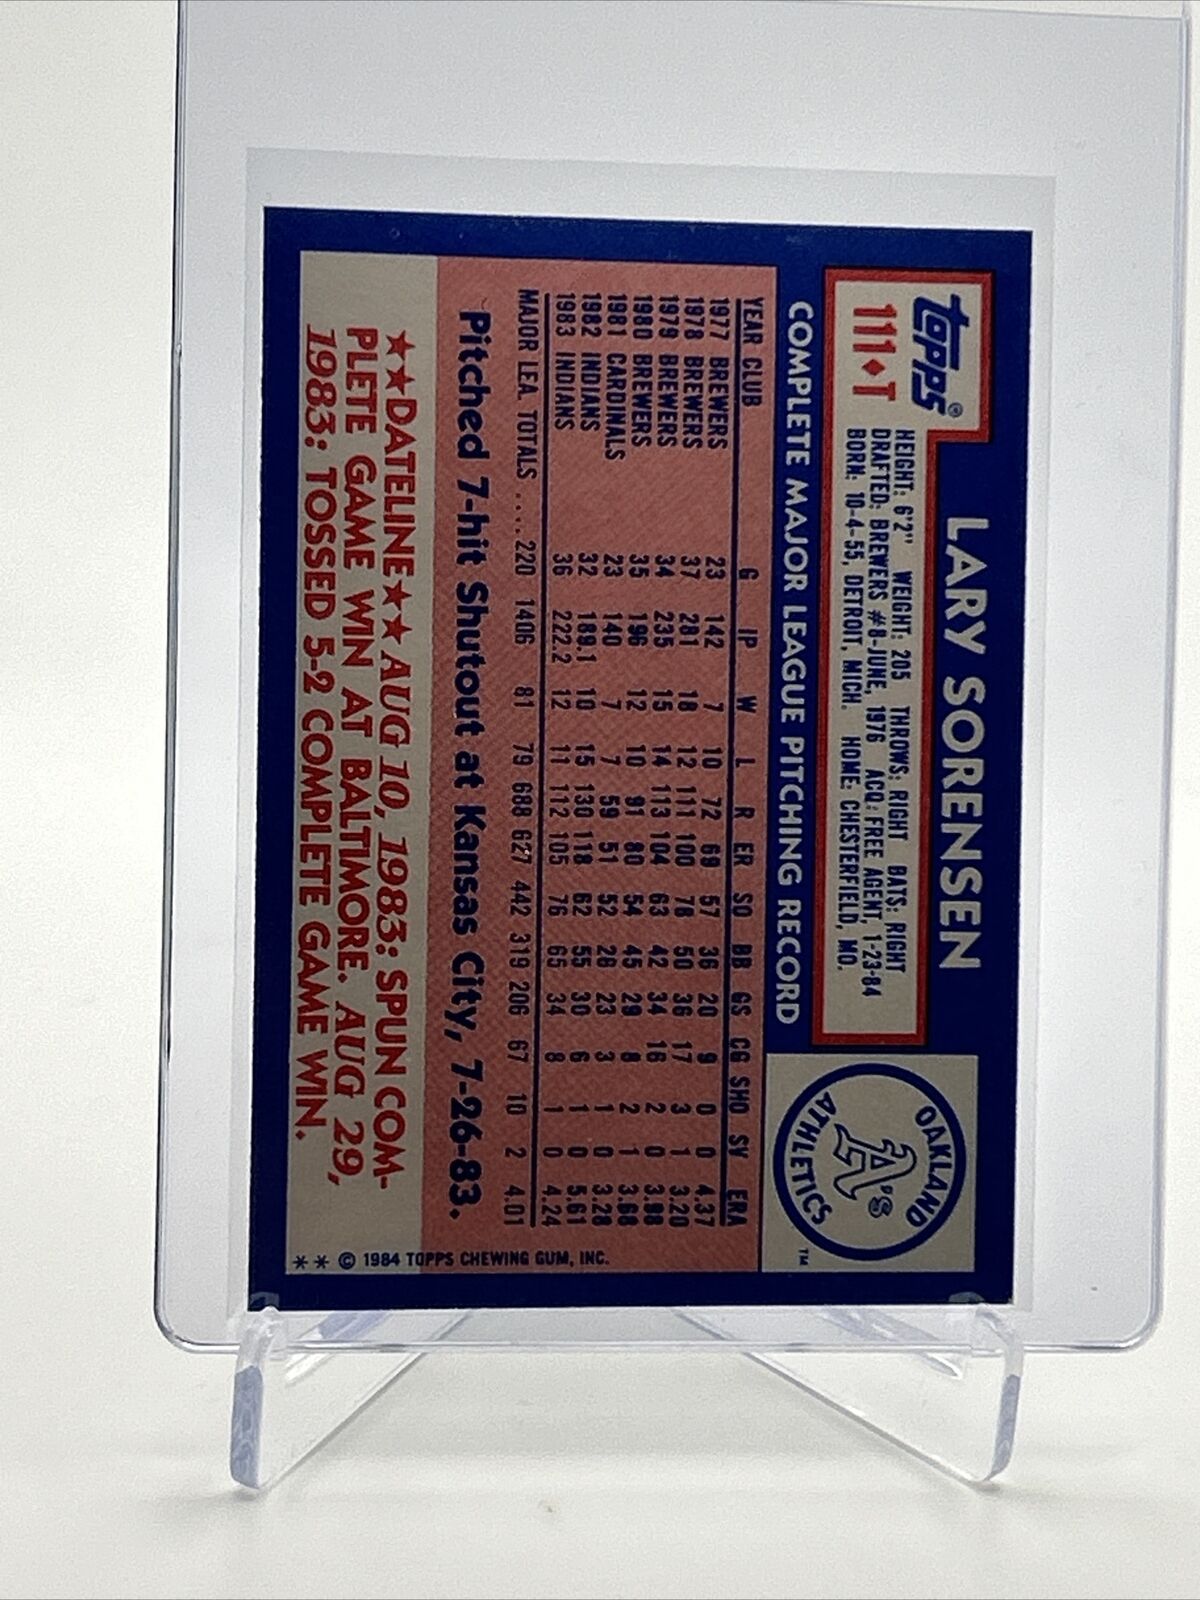 Topps®
111♦T
LARY SORENSEN
HEIGHT: 6'2" WEIGHT: 205 THROWS: RIGHT BATS: RIGHT
DRAFTED: BREWERS #8-JUNE, 1976 ACQ: FREE AGENT, 1-23-84
BORN: 10-4-55, DETROIT, MICH. HOME: CHESTERFIELD, MO.
OAKLAND
A's
ATHLETICS
™
COMPLETE MAJOR LEAGUE PITCHING RECORD
YEAR CLUB G IP W L R ER SO BB GS CG SHO SV ERA
1977 BREWERS 23 142 7 10 72 69 57 36 20 9 0 0 4.37
1978 BREWERS 37 281 18 12 111 100 78 50 36 17 3 1 3.20
1979 BREWERS 34 235 15 14 113 104 63 42 34 16 2 0 3.98
1980 BREWERS 35 196 12 10 91 80 54 45 29 8 2 1 3.68
1981 CARDINALS 23 140 7 7 59 51 52 26 23 3 1 0 3.28
1982 INDIANS 32 189.1 10 15 130 118 62 55 30 6 1 0 5.61
1983 INDIANS 36 222.2 12 11 112 105 76 65 34 8 1 0 4.24
MAJOR LEA. TOTALS .... 220 1406 81 79 688 627 442 319 206 67 10 2 4.01
Pitched 7-hit Shutout at Kansas City, 7-26-83.
★★DATELINE★★ AUG 10, 1983: SPUN COM-
PLETE GAME WIN AT BALTIMORE. AUG 29,
1983: TOSSED 5-2 COMPLETE GAME WIN.
** © 1984 TOPPS CHEWING GUM, INC.